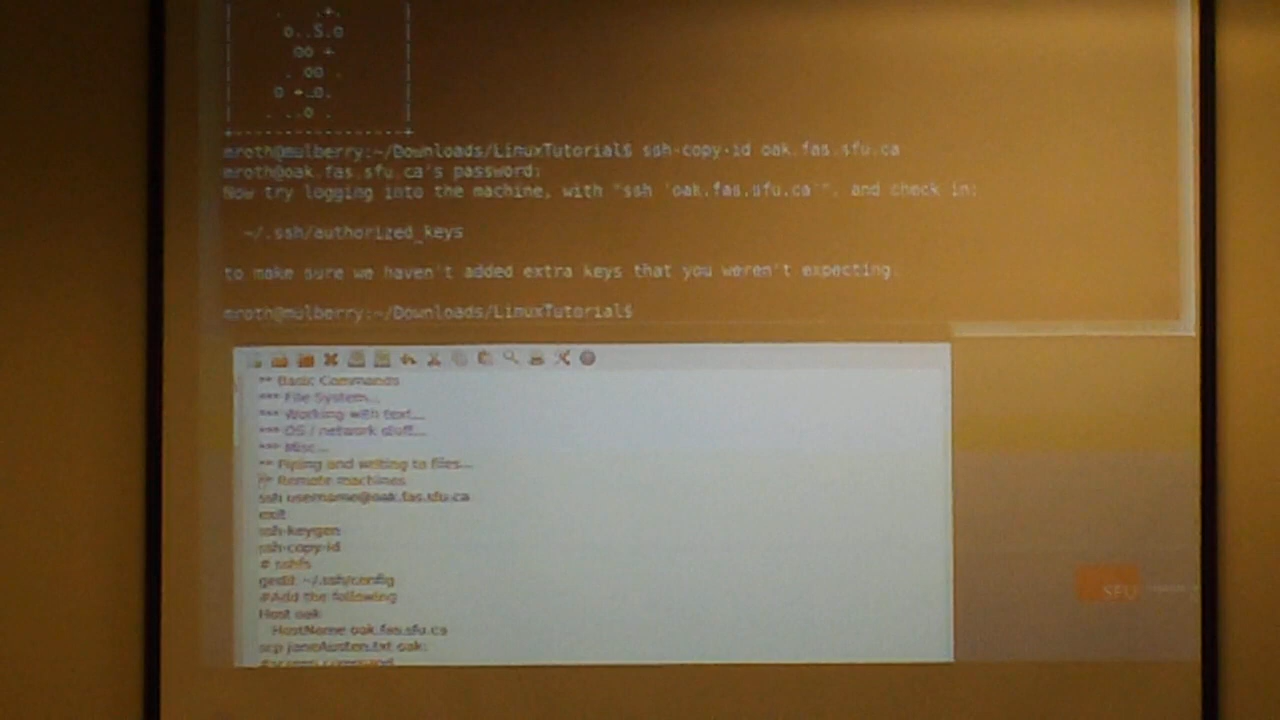 . .+.
o..S.o
oo +
. oo .
o +.o.
. ..o .
+-----------------+
mroth@mulberry:~/Downloads/LinuxTutorial$ ssh-copy-id oak.fas.sfu.ca
mroth@oak.fas.sfu.ca's password:
Now try logging into the machine, with "ssh 'oak.fas.sfu.ca'", and check in:
~/.ssh/authorized_keys
to make sure we haven't added extra keys that you weren't expecting.
mroth@mulberry:~/Downloads/LinuxTutorial$
** Basic Commands
*** File System...
*** Working with text...
*** OS / network stuff...
*** Misc...
** Piping and writing to files...
** Remote machines
ssh username@oak.fas.sfu.ca
exit
ssh-keygen
ssh-copy-id
# sshfs
gedit ~/.ssh/config
#Add the following
Host oak
HostName oak.fas.sfu.ca
scp janeAusten.txt oak:
SFU